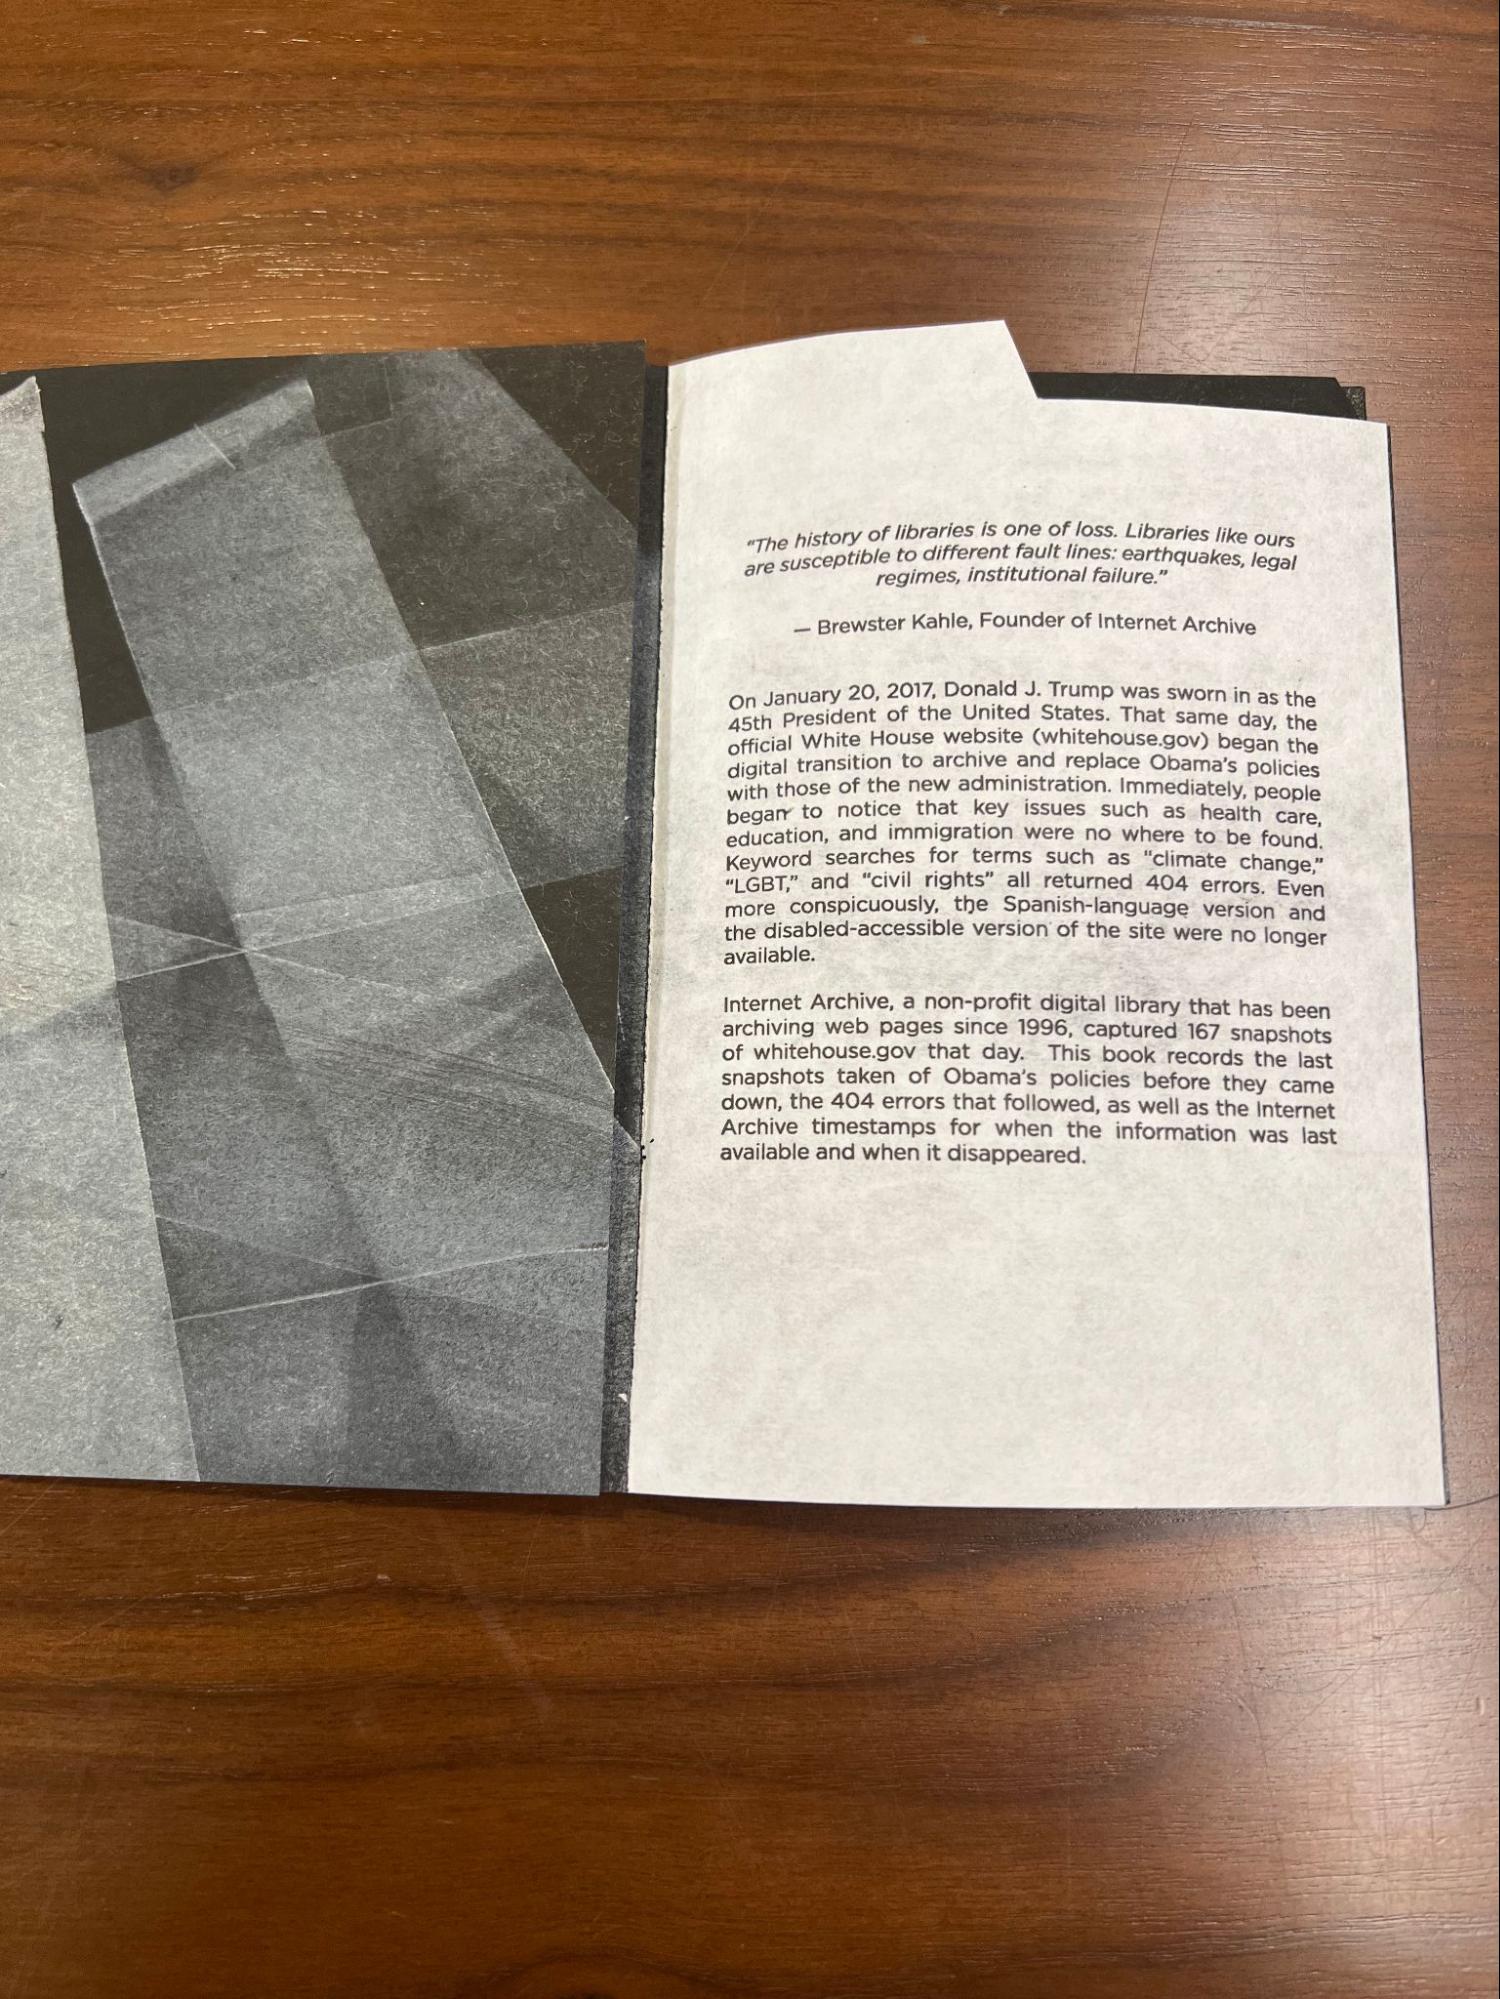 “The history of libraries is one of loss. Libraries like ours
are susceptible to different fault lines: earthquakes, legal
regimes, institutional failure.”
— Brewster Kahle, Founder of Internet Archive
On January 20, 2017, Donald J. Trump was sworn in as the
45th President of the United States. That same day, the
official White House website (whitehouse.gov) began the
digital transition to archive and replace Obama’s policies
with those of the new administration. Immediately, people
began to notice that key issues such as health care,
education, and immigration were no where to be found.
Keyword searches for terms such as “climate change,”
“LGBT,” and “civil rights” all returned 404 errors. Even
more conspicuously, the Spanish-language version and
the disabled-accessible version of the site were no longer
available.
Internet Archive, a non-profit digital library that has been
archiving web pages since 1996, captured 167 snapshots
of whitehouse.gov that day. This book records the last
snapshots taken of Obama’s policies before they came
down, the 404 errors that followed, as well as the Internet
Archive timestamps for when the information was last
available and when it disappeared.